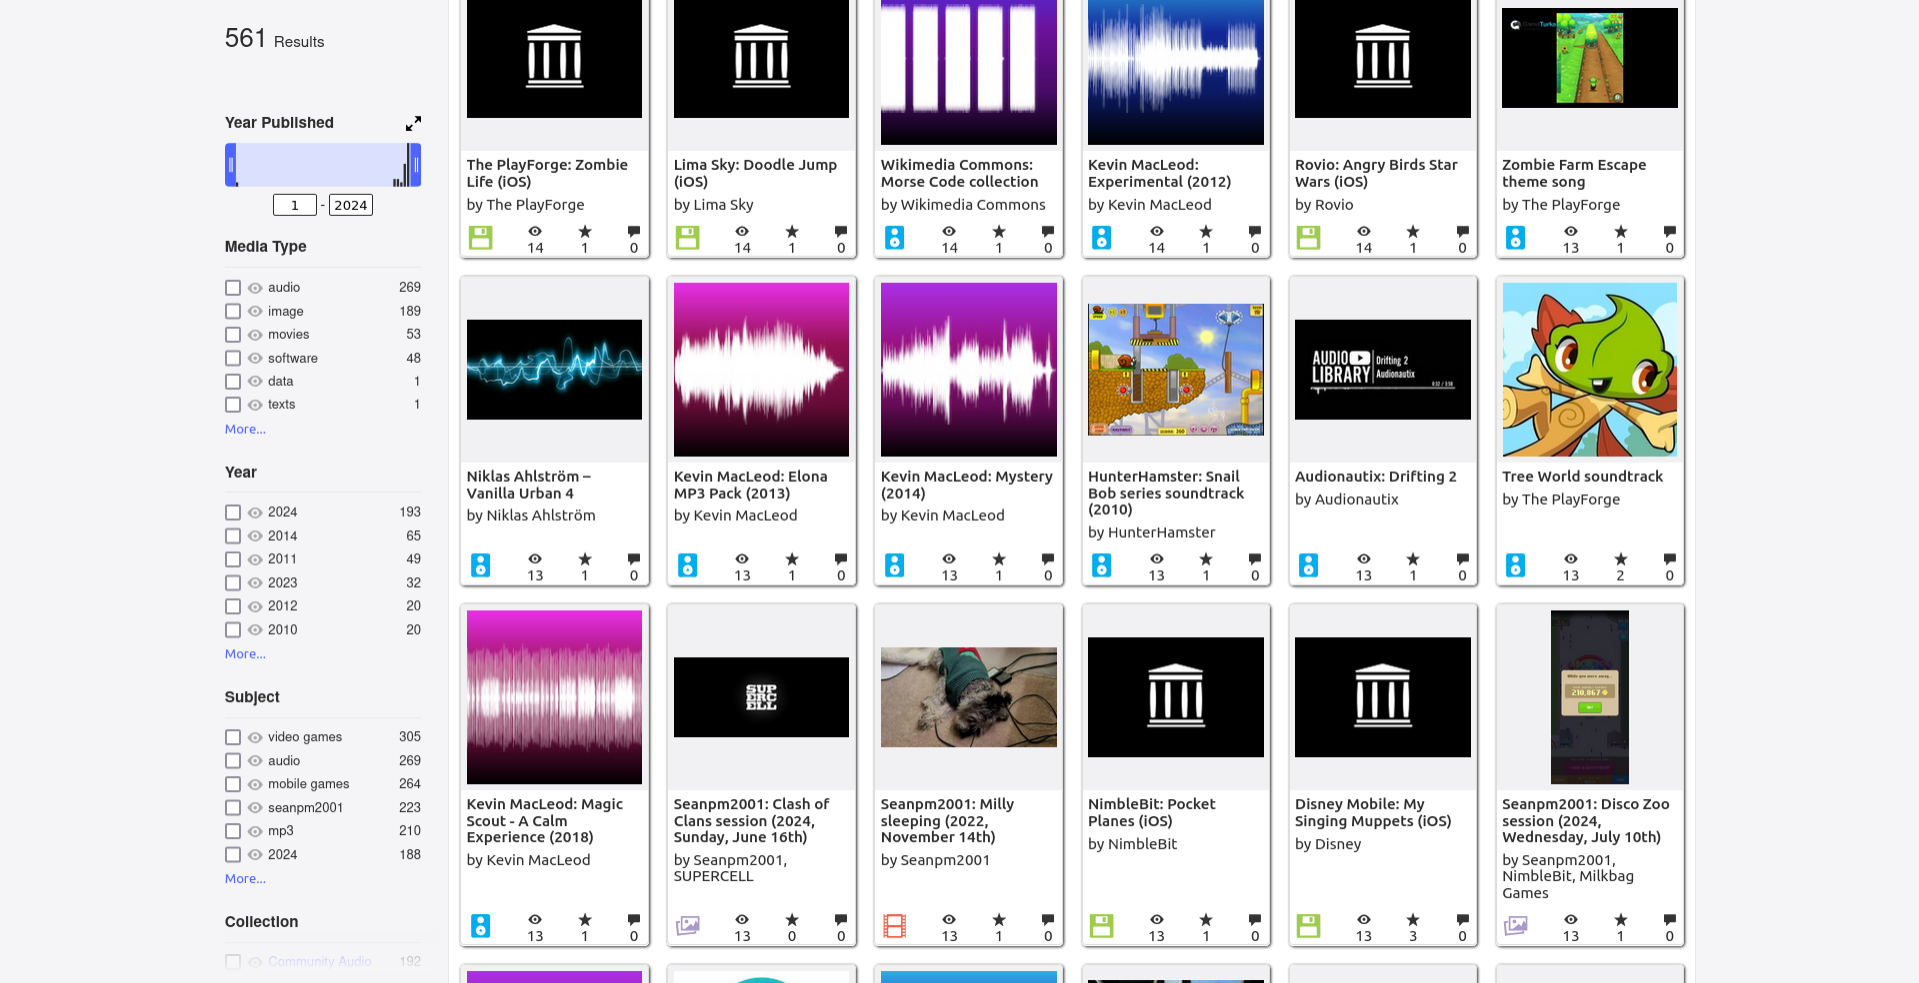 561 Results
Year Published
1 - 2024
Media Type
audio 269
image 189
movies 53
software 48
data 1
texts 1
More...
Year
2024 193
2014 65
2011 49
2023 32
2012 20
2010 20
More...
Subject
video games 305
audio 269
mobile games 264
seanpm2001 223
mp3 210
2024 188
More...
Collection
Community Audio 192
The PlayForge: Zombie
Life (iOS)
by The PlayForge
14 1 0
Lima Sky: Doodle Jump
(iOS)
by Lima Sky
14 1 0
Wikimedia Commons:
Morse Code collection
by Wikimedia Commons
14 1 0
Kevin MacLeod:
Experimental (2012)
by Kevin MacLeod
14 1 0
Rovio: Angry Birds Star
Wars (iOS)
by Rovio
14 1 0
Zombie Farm Escape
theme song
by The PlayForge
13 1 0
Niklas Ahlström –
Vanilla Urban 4
by Niklas Ahlström
13 1 0
Kevin MacLeod: Elona
MP3 Pack (2013)
by Kevin MacLeod
13 1 0
Kevin MacLeod: Mystery
(2014)
by Kevin MacLeod
13 1 0
HunterHamster: Snail
Bob series soundtrack
(2010)
by HunterHamster
13 1 0
AUDIO
LIBRARY
Drifting 2
Audionautix
Audionautix: Drifting 2
by Audionautix
13 1 0
Tree World soundtrack
by The PlayForge
13 2 0
Kevin MacLeod: Magic
Scout - A Calm
Experience (2018)
by Kevin MacLeod
13 1 0
SUP
ERC
ELL
Seanpm2001: Clash of
Clans session (2024,
Sunday, June 16th)
by Seanpm2001,
SUPERCELL
13 0 0
Seanpm2001: Milly
sleeping (2022,
November 14th)
by Seanpm2001
13 1 0
NimbleBit: Pocket
Planes (iOS)
by NimbleBit
13 1 0
Disney Mobile: My
Singing Muppets (iOS)
by Disney
13 3 0
While you were away...
210,867
Seanpm2001: Disco Zoo
session (2024,
Wednesday, July 10th)
by Seanpm2001,
NimbleBit, Milkbag
Games
13 1 0